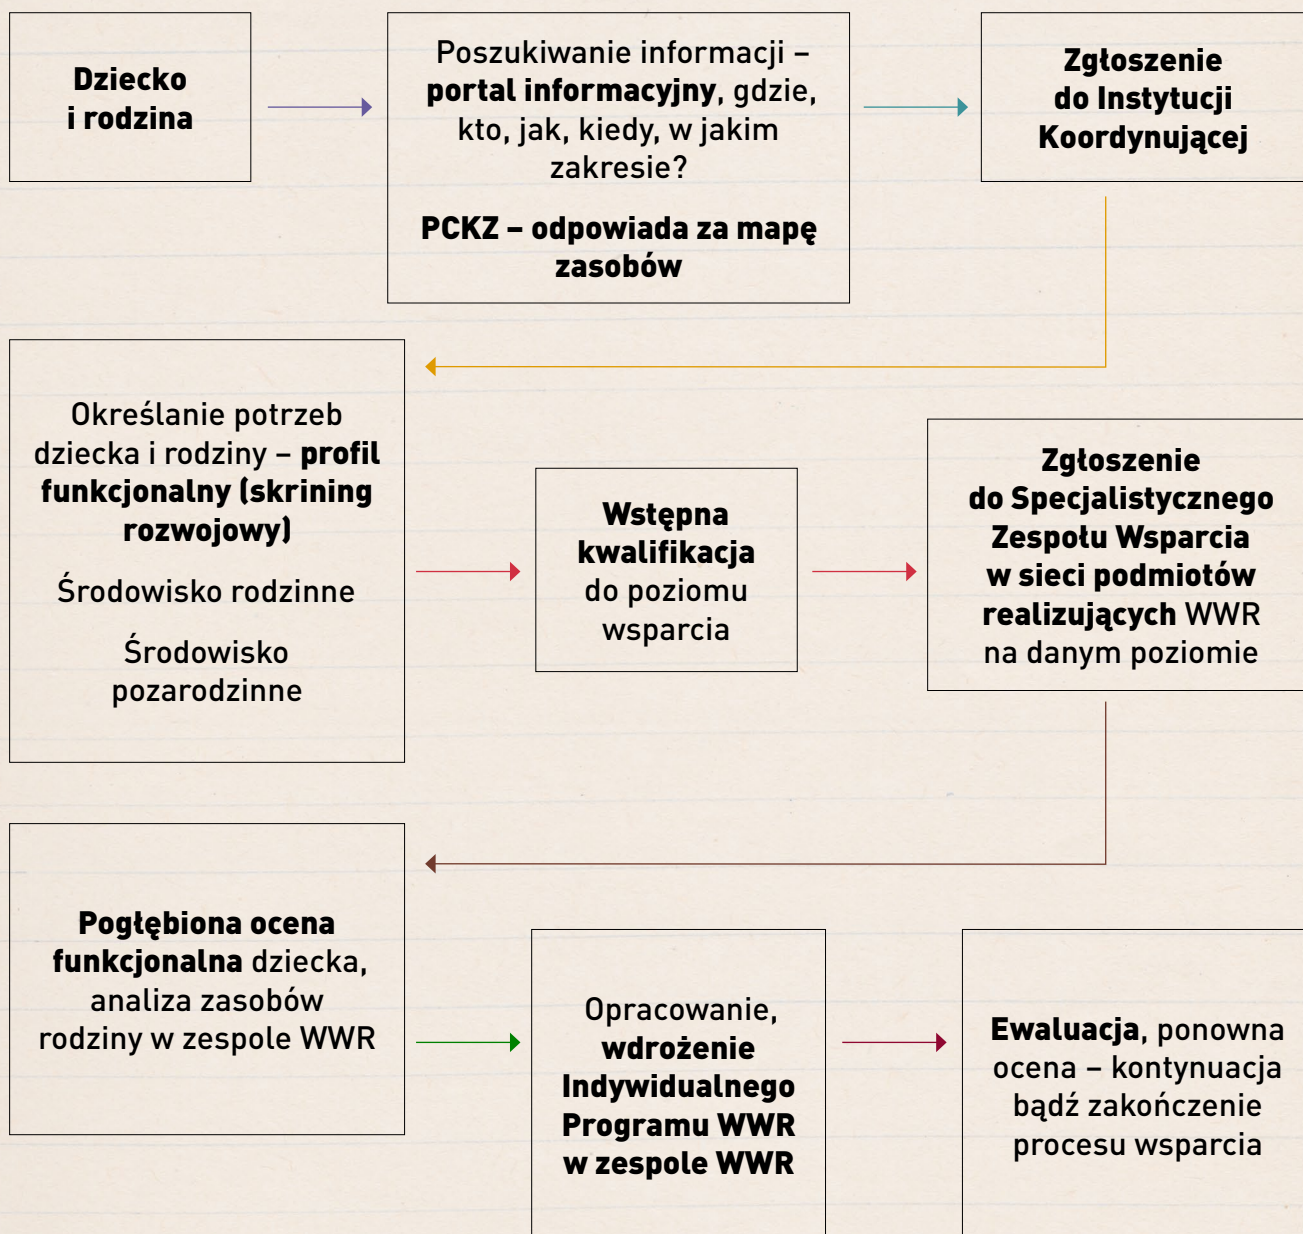 Dziecko
i rodzina
Poszukiwanie informacji –
portal informacyjny, gdzie,
kto, jak, kiedy, w jakim
zakresie?
PCKZ – odpowiada za mapę
zasobów
Zgłoszenie
do Instytucji
Koordynującej
Określanie potrzeb
dziecka i rodziny – profil
funkcjonalny (skrining
rozwojowy)
Środowisko rodzinne
Środowisko
pozarodzinne
Wstępna
kwalifikacja
do poziomu
wsparcia
Zgłoszenie
do Specjalistycznego
Zespołu Wsparcia
w sieci podmiotów
realizujących WWR
na danym poziomie
Pogłębiona ocena
funkcjonalna dziecka,
analiza zasobów
rodziny w zespole WWR
Opracowanie,
wdrożenie
Indywidualnego
Programu WWR
w zespole WWR
Ewaluacja, ponowna
ocena – kontynuacja
bądź zakończenie
procesu wsparcia